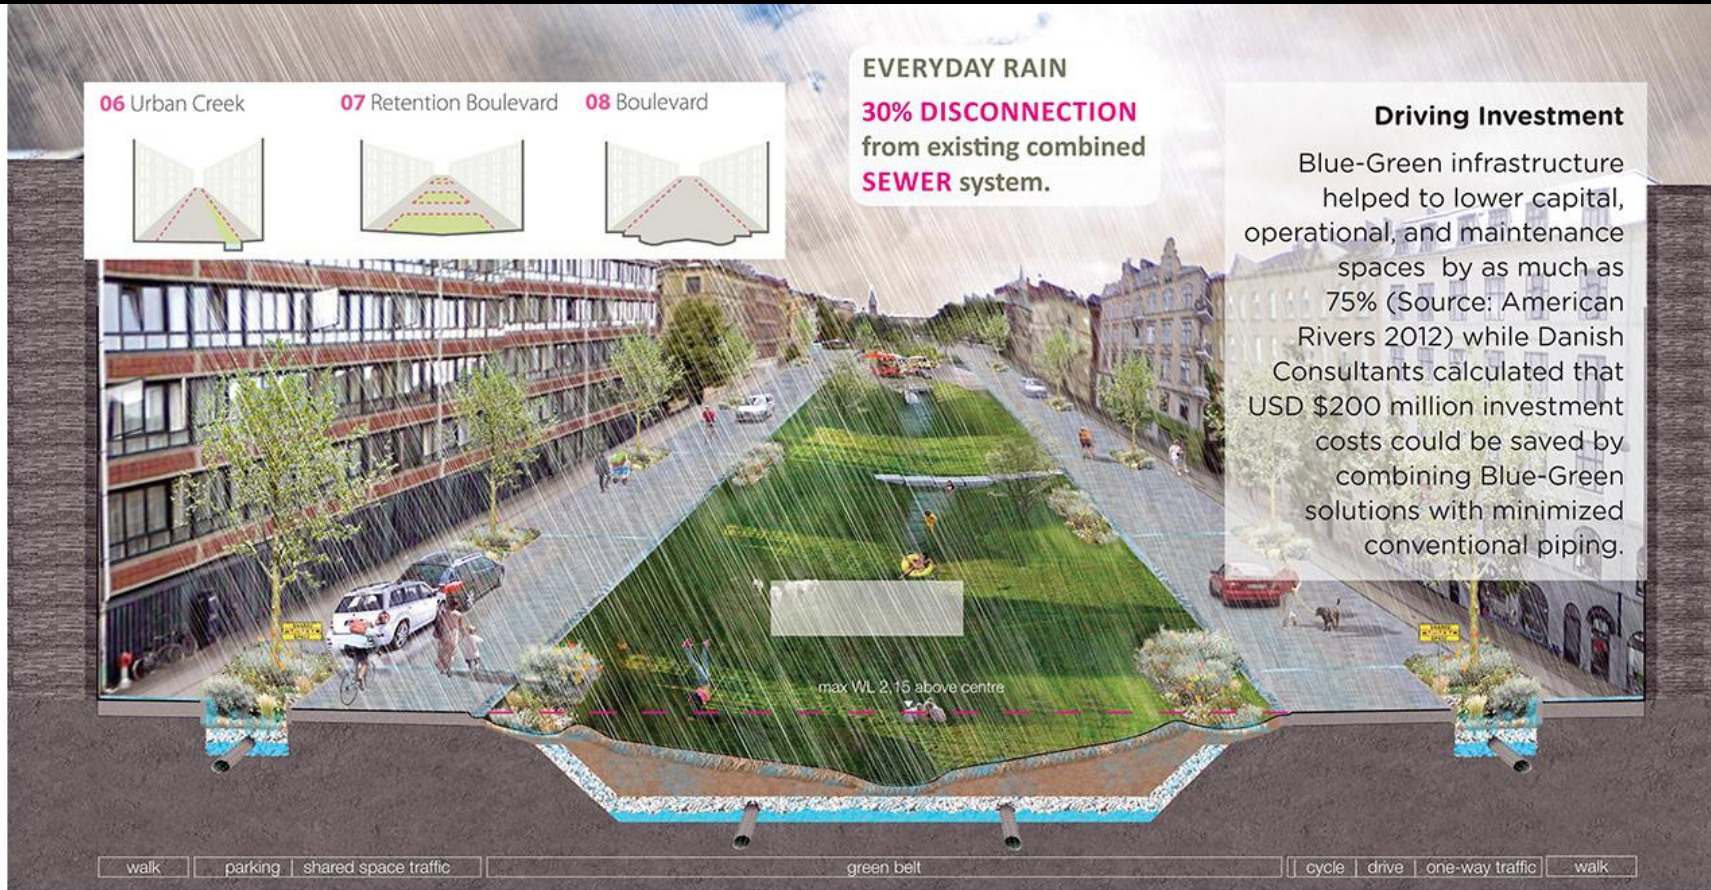 06 Urban Creek
07 Retention Boulevard
08 Boulevard
EVERYDAY RAIN
30% DISCONNECTION
from existing combined
SEWER system.
Driving Investment
Blue-Green infrastructure
helped to lower capital,
operational, and maintenance
spaces by as much as
75% (Source: American
Rivers 2012) while Danish
Consultants calculated that
USD $200 million investment
costs could be saved by
combining Blue-Green
solutions with minimized
conventional piping.
max WL 2,15 above centre
walk
parking | shared space traffic
green belt
cycle | drive | one-way traffic
walk